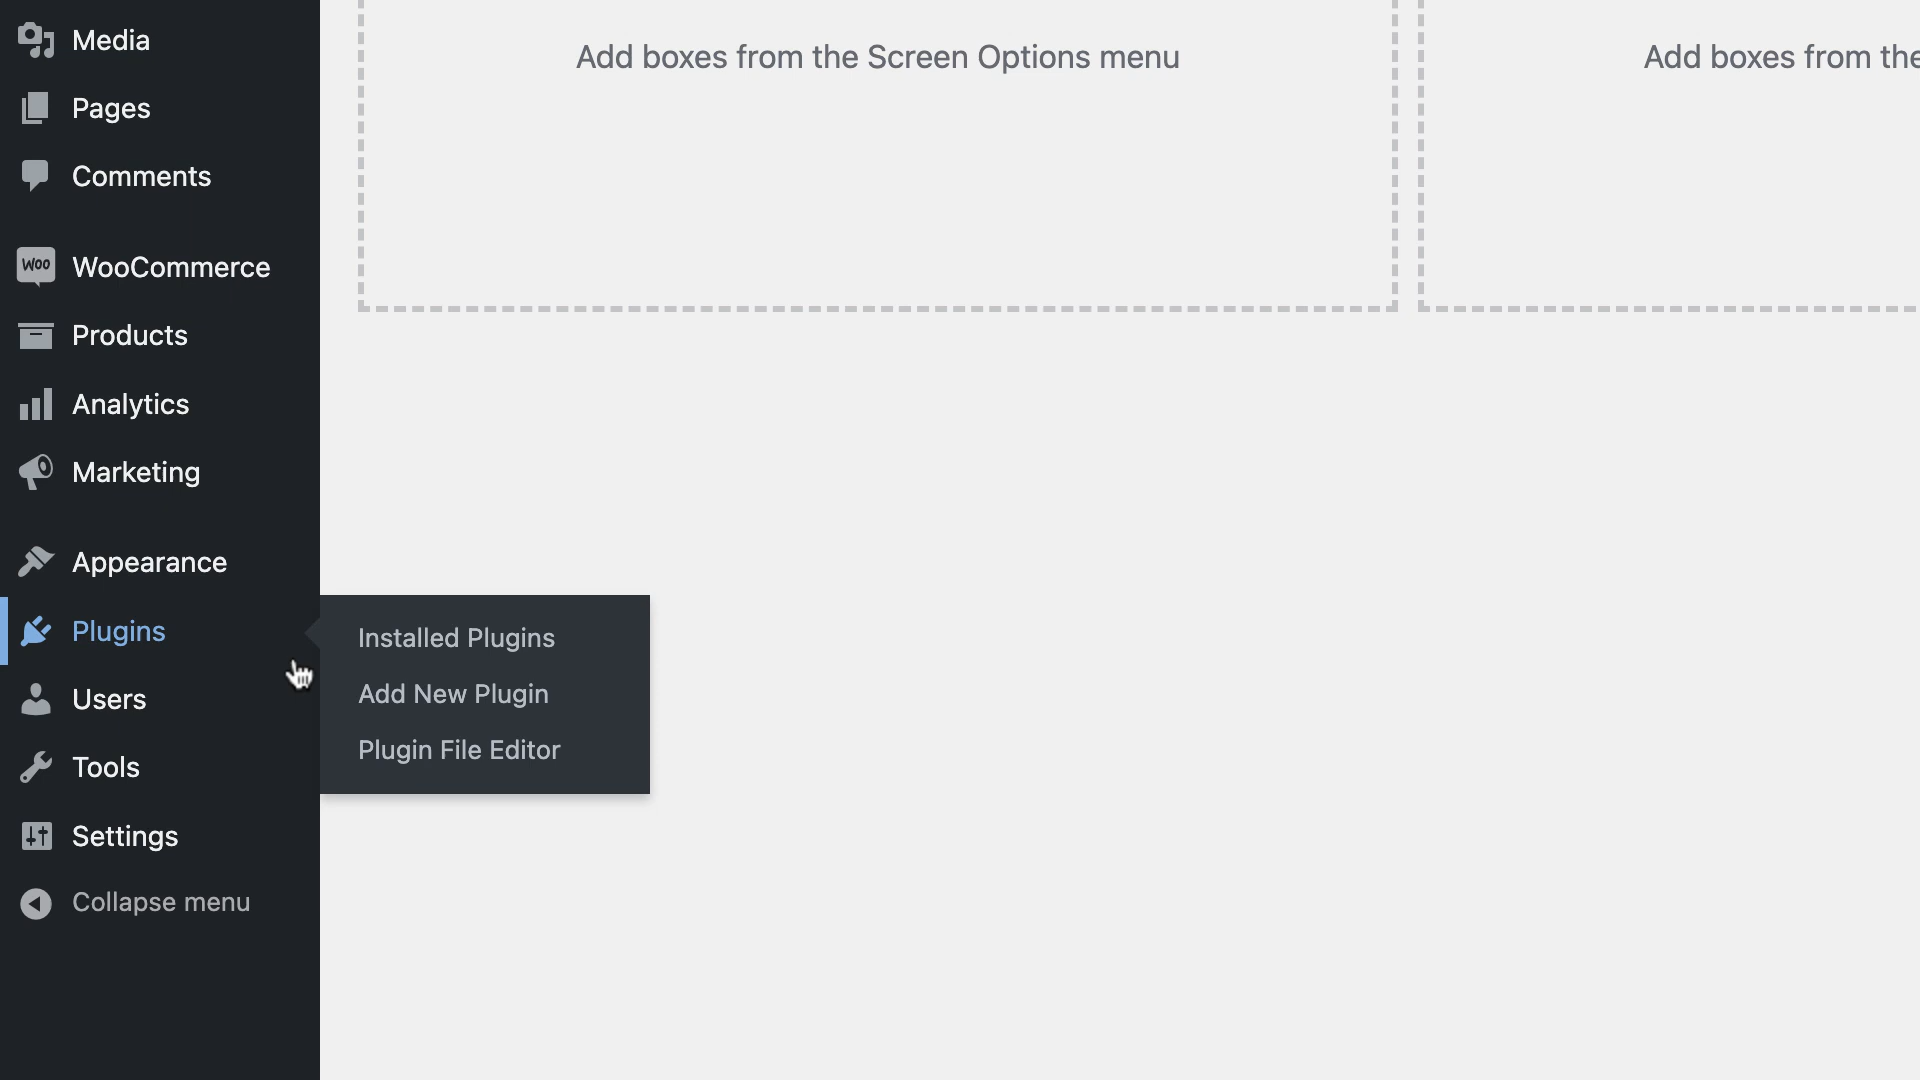 Media
Pages
Comments
Woo WooCommerce
Products
Analytics
Marketing
Appearance
Plugins
Users
Tools
Settings
Collapse menu
Installed Plugins
Add New Plugin
Plugin File Editor
Add boxes from the Screen Options menu
Add boxes from the